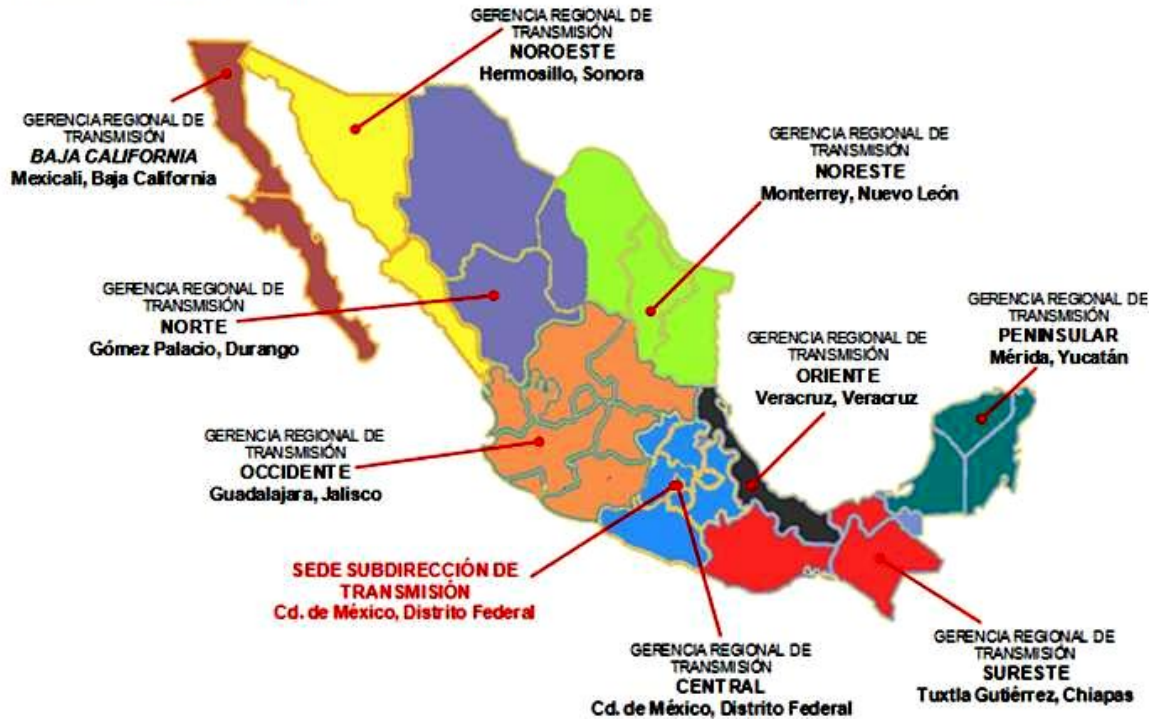 GERENCIA REGIONAL DE
TRANSMISIÓN
NOROESTE
Hermosillo, Sonora
GERENCIA REGIONAL DE
TRANSMISIÓN
BAJA CALIFORNIA
Mexicali, Baja California
GERENCIA REGIONAL DE
TRANSMISIÓN
NORESTE
Monterrey, Nuevo León
GERENCIA REGIONAL DE
TRANSMISIÓN
NORTE
Gómez Palacio, Durango
GERENCIA REGIONAL DE
TRANSMISIÓN
PENINSULAR
Mérida, Yucatán
GERENCIA REGIONAL DE
TRANSMISIÓN
ORIENTE
Veracruz, Veracruz
GERENCIA REGIONAL DE
TRANSMISIÓN
OCCIDENTE
Guadalajara, Jalisco
SEDE SUBDIRECCIÓN DE
TRANSMISIÓN
Cd. de México, Distrito Federal
GERENCIA REGIONAL DE
TRANSMISIÓN
CENTRAL
Cd. de México, Distrito Federal
GERENCIA REGIONAL DE
TRANSMISIÓN
SURESTE
Tuxtla Gutiérrez, Chiapas